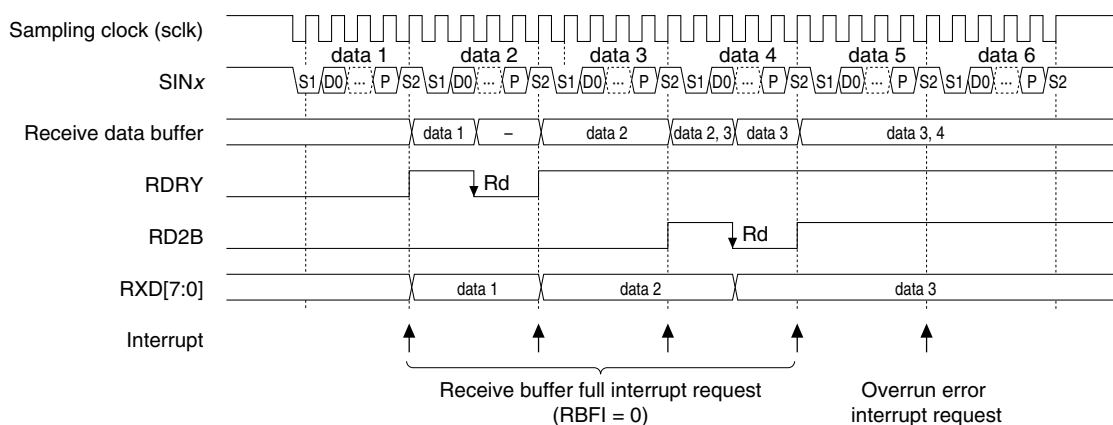 Sampling clock (sclk)
data 1 data 2 data 3 data 4 data 5 data 6
SINx S1 D0 ... P S2 S1 D0 ... P S2 S1 D0 ... P S2 S1 D0 ... P S2 S1 D0 ... P S2 S1 D0 ... P S2
Receive data buffer data 1 – data 2 data 2, 3 data 3 data 3, 4
RDRY Rd
RD2B Rd
RXD[7:0] data 1 data 2 data 3
Interrupt
Receive buffer full interrupt request Overrun error
(RBFI = 0) interrupt request